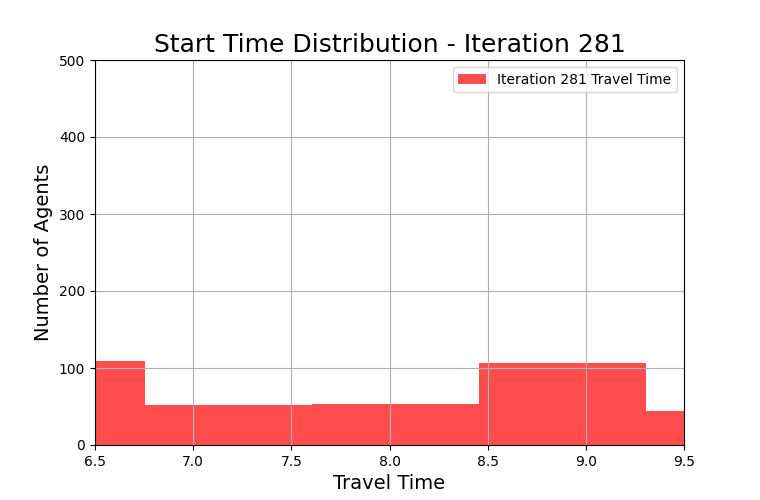 Start Time Distribution - Iteration 281
Iteration 281 Travel Time
Number of Agents
500
400
300
200
100
0
6.5 7.0 7.5 8.0 8.5 9.0 9.5
Travel Time